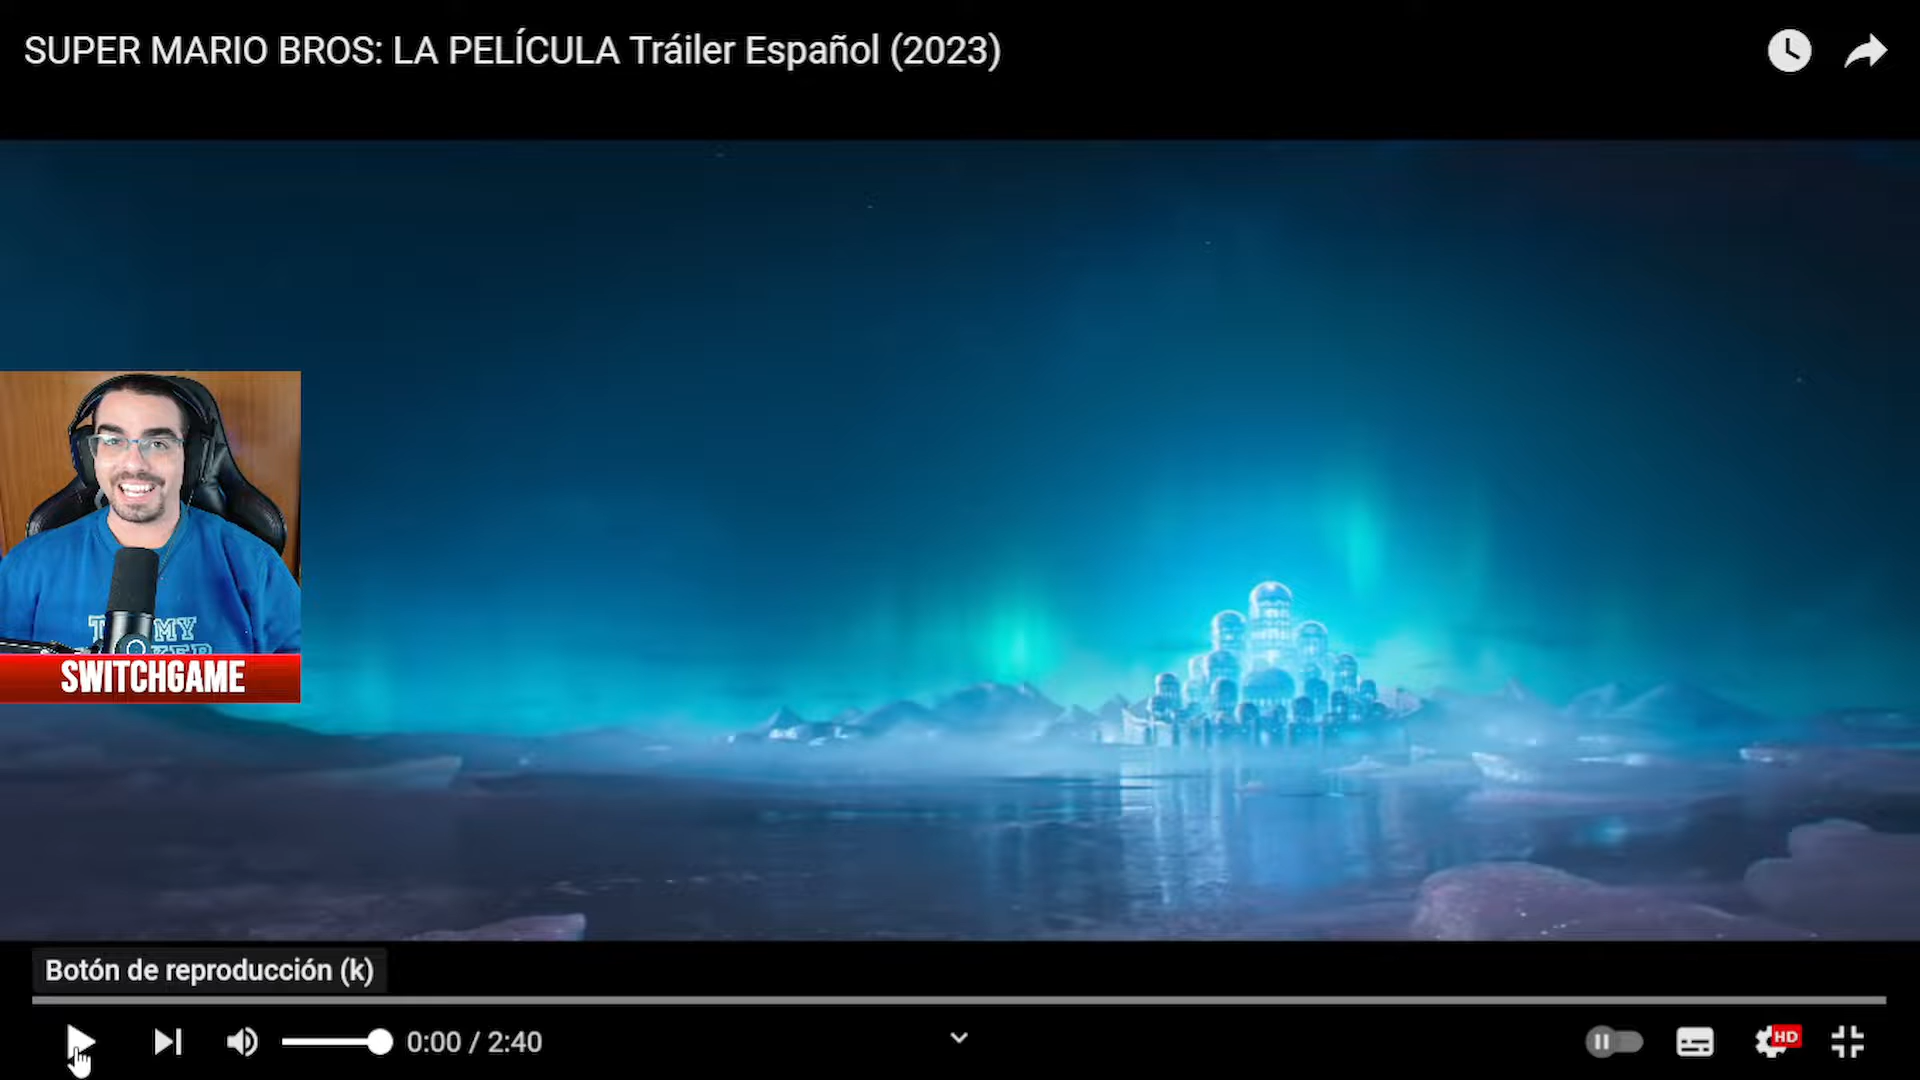 SUPER MARIO BROS: LA PELÍCULA Tráiler Español (2023)
SWITCHGAME
Botón de reproducción (k)
0:00 / 2:40
HD